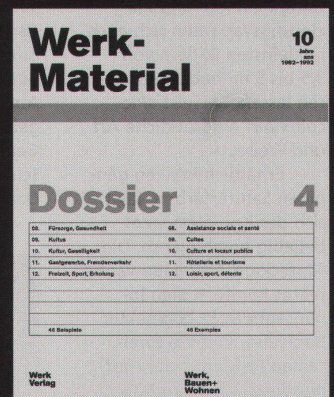 Werk-
Material
10
Jahre
ans
1982–1992
Dossier 4
08. Fürsorge, Gesundheit 08. Assistance sociale et santé
09. Kultus 09. Cultes
10. Kultur, Geselligkeit 10. Culture et locaux publics
11. Gastgewerbe, Fremdenverkehr 11. Hôtellerie et tourisme
12. Freizeit, Sport, Erholung 12. Loisir, sport, détente
46 Beispiele 46 Exemples
Werk
Verlag
Werk,
Bauen+
Wohnen